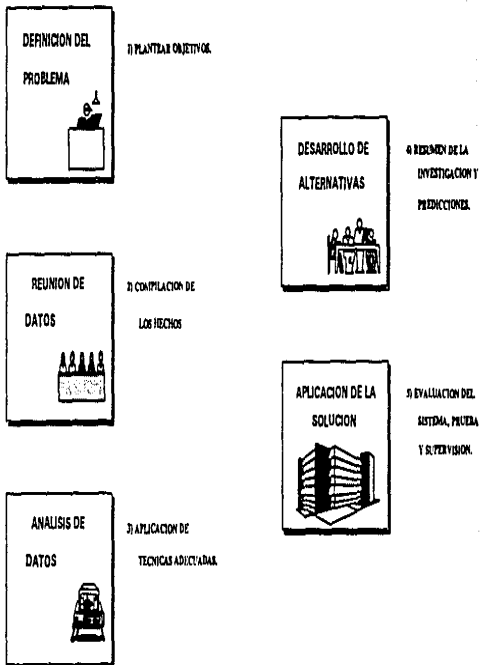 DEFINICION DEL
PROBLEMA
1) PLANTEAR OBJETIVOS.
REUNION DE
DATOS
2) COMPILACION DE
LOS HECHOS
ANALISIS DE
DATOS
3) APLICACION DE
TECNICAS ADECUADAS.
DESARROLLO DE
ALTERNATIVAS
4) RESUMEN DE LA
INVESTIGACION Y
PREDICCIONES.
APLICACION DE LA
SOLUCION
5) EVALUACION DEL
SISTEMA, PRUEBA
Y SUPERVISION.